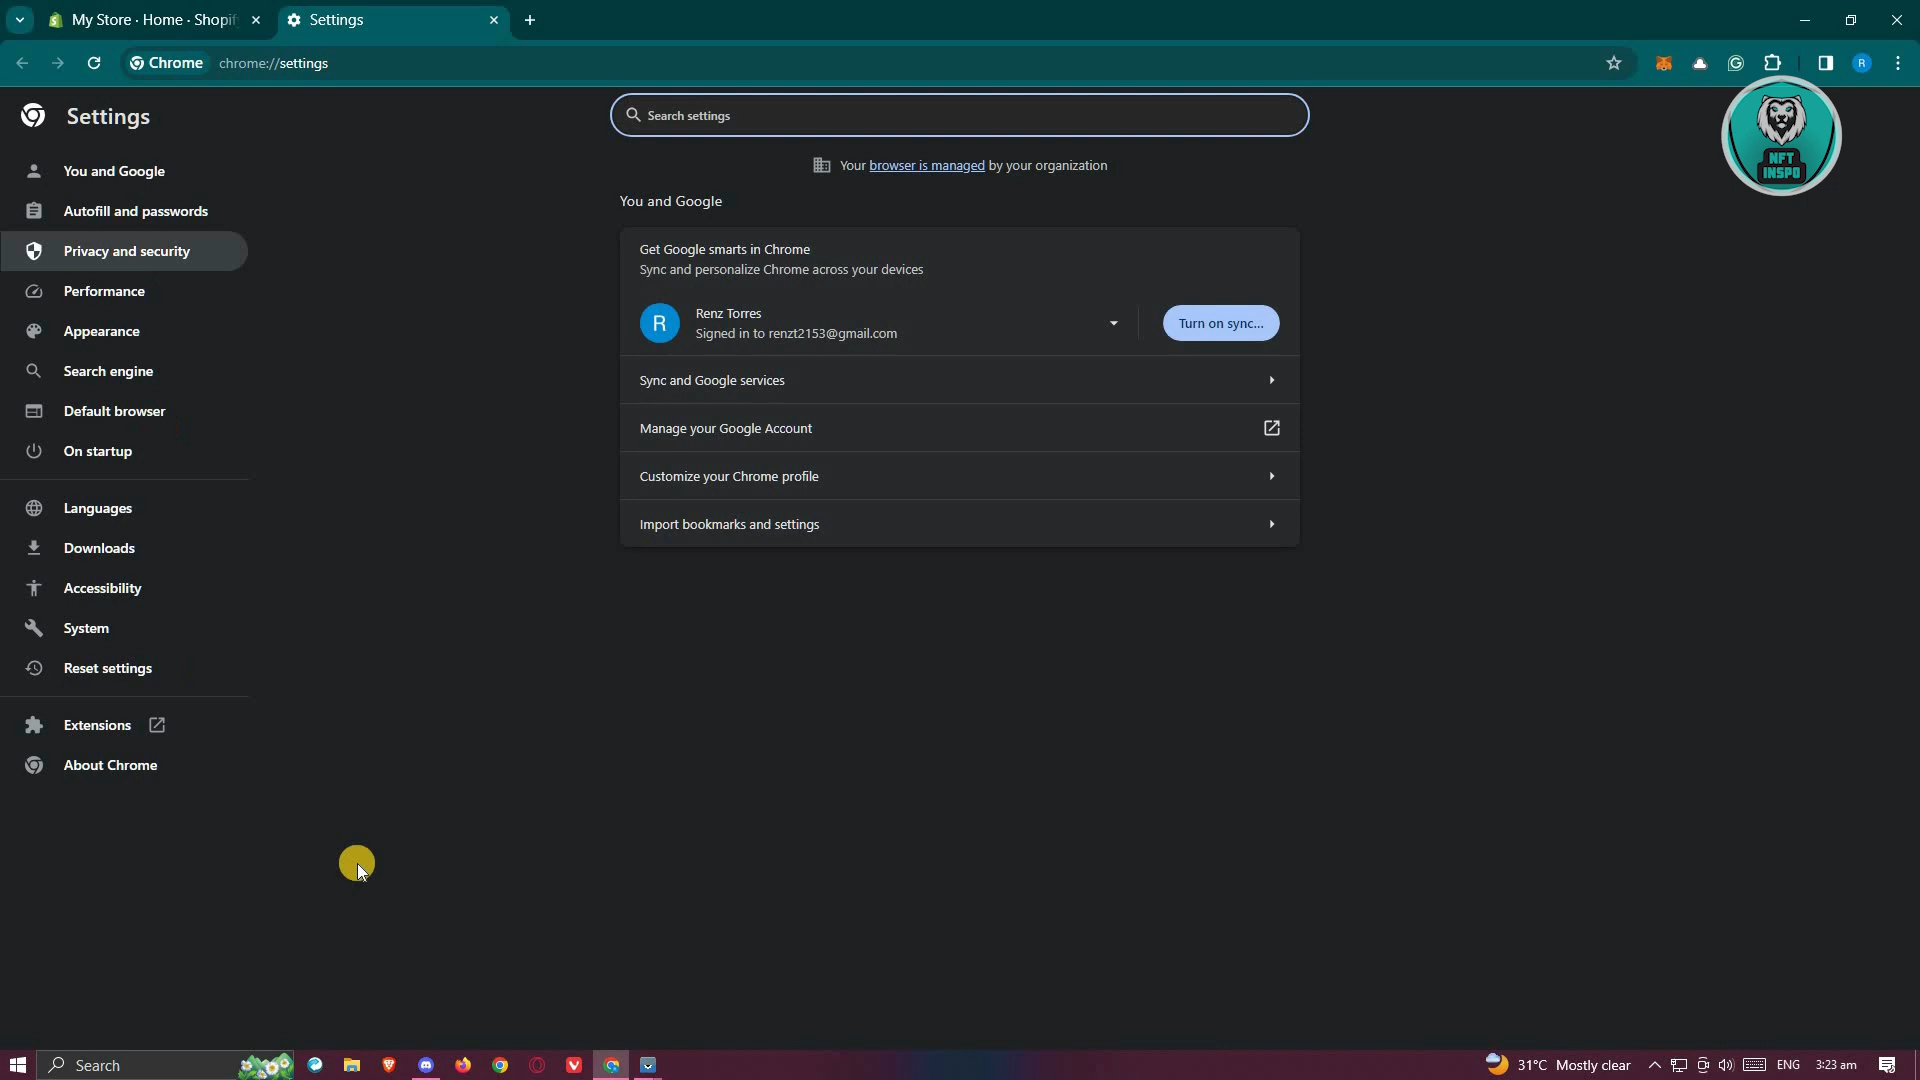 My Store · Home · Shopif
Settings
Chrome
chrome://settings
R
Settings
Search settings
NFT
INSPO
Your browser is managed by your organization
You and Google
Autofill and passwords
Privacy and security
Performance
Appearance
Search engine
Default browser
On startup
Languages
Downloads
Accessibility
System
Reset settings
Extensions
About Chrome
You and Google
Get Google smarts in Chrome
Sync and personalize Chrome across your devices
R
Renz Torres
Signed in to renzt2153@gmail.com
Turn on sync...
Sync and Google services
Manage your Google Account
Customize your Chrome profile
Import bookmarks and settings
Search
31°C Mostly clear
ENG
3:23 am